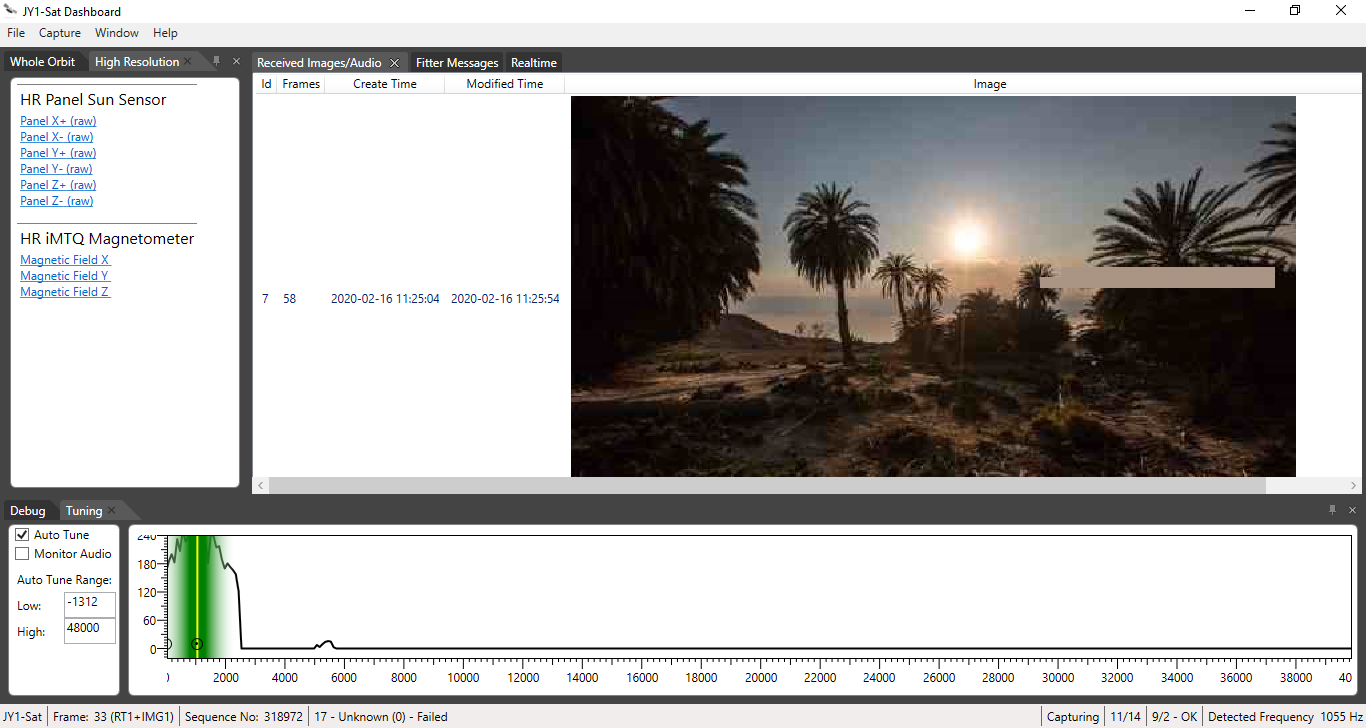 JY1-Sat Dashboard
File Capture Window Help
Whole Orbit High Resolution
HR Panel Sun Sensor
Panel X+ (raw)
Panel X- (raw)
Panel Y+ (raw)
Panel Y- (raw)
Panel Z+ (raw)
Panel Z- (raw)
HR iMTQ Magnetometer
Magnetic Field X
Magnetic Field Y
Magnetic Field Z
Received Images/Audio Fitter Messages Realtime
Id Frames Create Time Modified Time Image
7 58 2020-02-16 11:25:04 2020-02-16 11:25:54
Debug Tuning
Auto Tune
Monitor Audio
Auto Tune Range:
Low: -1312
High: 48000
240
180
120
60
0
2000 4000 6000 8000 10000 12000 14000 16000 18000 20000 22000 24000 26000 28000 30000 32000 34000 36000 38000 40
JY1-Sat Frame: 33 (RT1+IMG1) Sequence No: 318972 17 - Unknown (0) - Failed Capturing 11/14 9/2 - OK Detected Frequency 1055 Hz